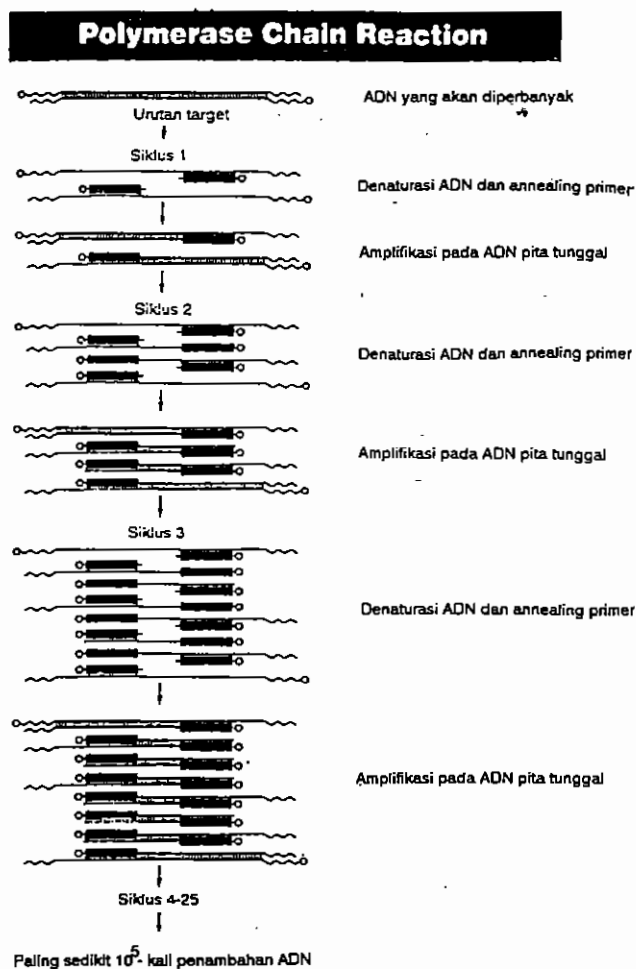 Polymerase Chain Reaction
ADN yang akan diperbanyak
Urutan target
Siklus 1
Denaturasi ADN dan annealing primer
Amplifikasi pada ADN pita tunggal
Siklus 2
Denaturasi ADN dan annealing primer
Amplifikasi pada ADN pita tunggal
Siklus 3
Denaturasi ADN dan annealing primer
Amplifikasi pada ADN pita tunggal
Siklus 4-25
Paling sedikit 10⁵- kali penambahan ADN